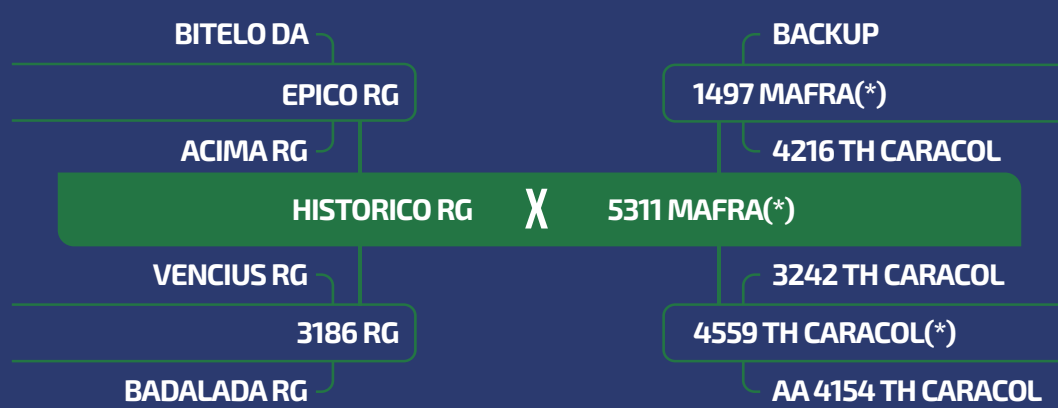 BITELO DA
BACKUP
EPICO RG
1497 MAFRA(*)
ACIMA RG
4216 TH CARACOL
HISTORICO RG X 5311 MAFRA(*)
VENCIUS RG
3242 TH CARACOL
3186 RG
4559 TH CARACOL(*)
BADALADA RG
AA 4154 TH CARACOL